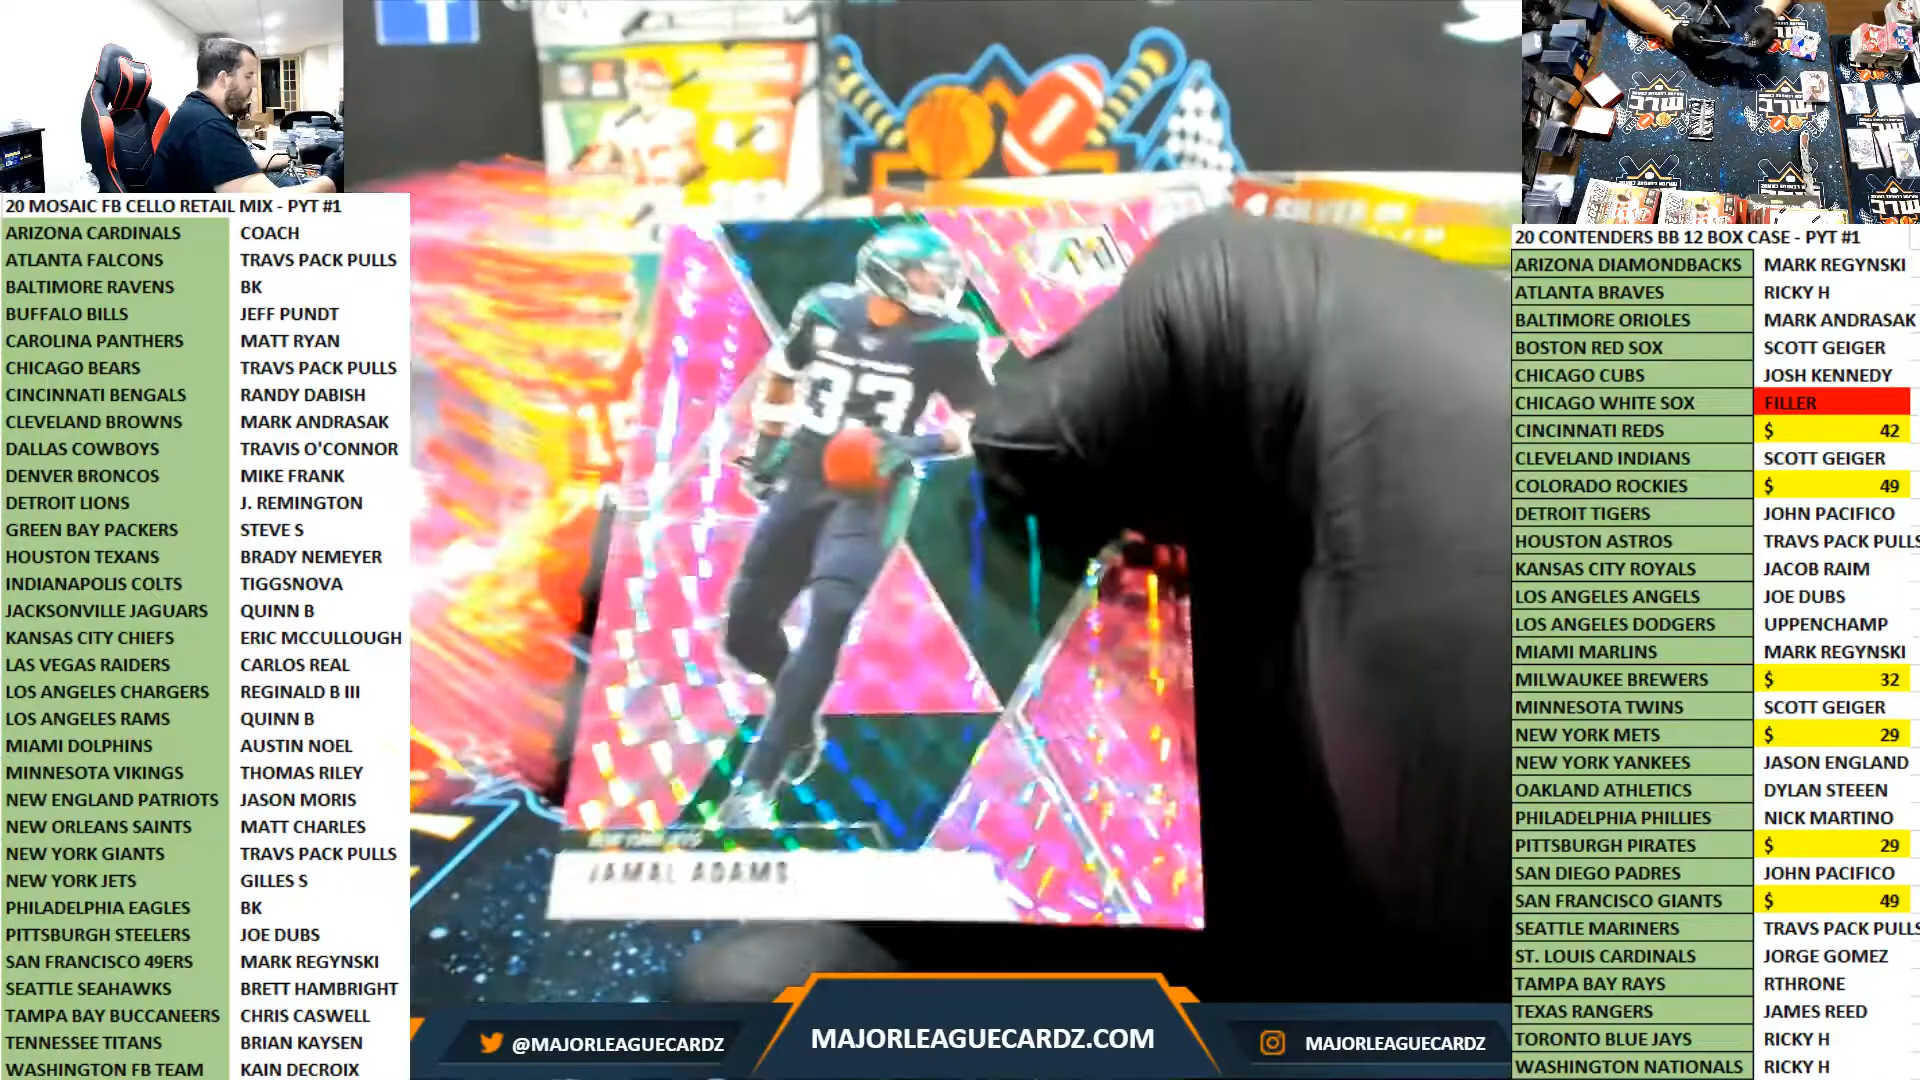 20 MOSAIC FB CELLO RETAIL MIX - PYT #1
ARIZONA CARDINALS COACH
ATLANTA FALCONS TRAVS PACK PULLS
BALTIMORE RAVENS BK
BUFFALO BILLS JEFF PUNDT
CAROLINA PANTHERS MATT RYAN
CHICAGO BEARS TRAVS PACK PULLS
CINCINNATI BENGALS RANDY DABISH
CLEVELAND BROWNS MARK ANDRASAK
DALLAS COWBOYS TRAVIS O'CONNOR
DENVER BRONCOS MIKE FRANK
DETROIT LIONS J. REMINGTON
GREEN BAY PACKERS STEVE S
HOUSTON TEXANS BRADY NEMEYER
INDIANAPOLIS COLTS TIGGSNOVA
JACKSONVILLE JAGUARS QUINN B
KANSAS CITY CHIEFS ERIC MCCULLOUGH
LAS VEGAS RAIDERS CARLOS REAL
LOS ANGELES CHARGERS REGINALD B III
LOS ANGELES RAMS QUINN B
MIAMI DOLPHINS AUSTIN NOEL
MINNESOTA VIKINGS THOMAS RILEY
NEW ENGLAND PATRIOTS JASON MORIS
NEW ORLEANS SAINTS MATT CHARLES
NEW YORK GIANTS TRAVS PACK PULLS
NEW YORK JETS GILLES S
PHILADELPHIA EAGLES BK
PITTSBURGH STEELERS JOE DUBS
SAN FRANCISCO 49ERS MARK REGYNSKI
SEATTLE SEAHAWKS BRETT HAMBRIGHT
TAMPA BAY BUCCANEERS CHRIS CASWELL
TENNESSEE TITANS BRIAN KAYSEN
WASHINGTON FB TEAM KAIN DECROIX
4 SILVER OR
33
JAMAL ADAMS
@MAJORLEAGUECARDZ
MAJORLEAGUECARDZ.COM
MAJORLEAGUECARDZ
20 CONTENDERS BB 12 BOX CASE - PYT #1
ARIZONA DIAMONDBACKS MARK REGYNSKI
ATLANTA BRAVES RICKY H
BALTIMORE ORIOLES MARK ANDRASAK
BOSTON RED SOX SCOTT GEIGER
CHICAGO CUBS JOSH KENNEDY
CHICAGO WHITE SOX FILLER
CINCINNATI REDS $ 42
CLEVELAND INDIANS SCOTT GEIGER
COLORADO ROCKIES $ 49
DETROIT TIGERS JOHN PACIFICO
HOUSTON ASTROS TRAVS PACK PULLS
KANSAS CITY ROYALS JACOB RAIM
LOS ANGELES ANGELS JOE DUBS
LOS ANGELES DODGERS UPPENCHAMP
MIAMI MARLINS MARK REGYNSKI
MILWAUKEE BREWERS $ 32
MINNESOTA TWINS SCOTT GEIGER
NEW YORK METS $ 29
NEW YORK YANKEES JASON ENGLAND
OAKLAND ATHLETICS DYLAN STEEEN
PHILADELPHIA PHILLIES NICK MARTINO
PITTSBURGH PIRATES $ 29
SAN DIEGO PADRES JOHN PACIFICO
SAN FRANCISCO GIANTS $ 49
SEATTLE MARINERS TRAVS PACK PULLS
ST. LOUIS CARDINALS JORGE GOMEZ
TAMPA BAY RAYS RTHRONE
TEXAS RANGERS JAMES REED
TORONTO BLUE JAYS RICKY H
WASHINGTON NATIONALS RICKY H